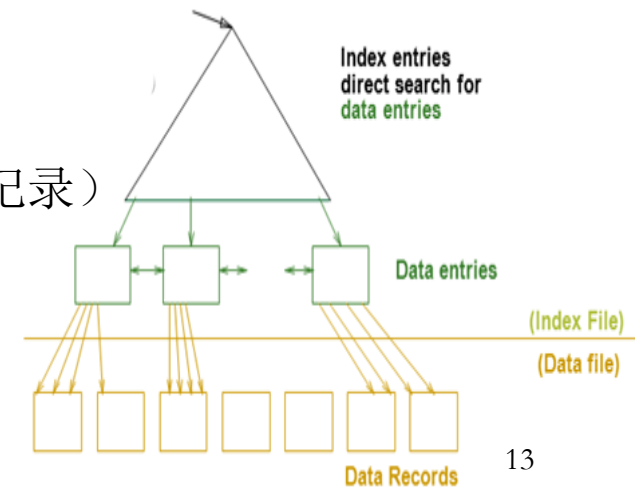 Index entries
direct search for
data entries
记录）
Data entries
(Index File)
(Data file)
Data Records
13